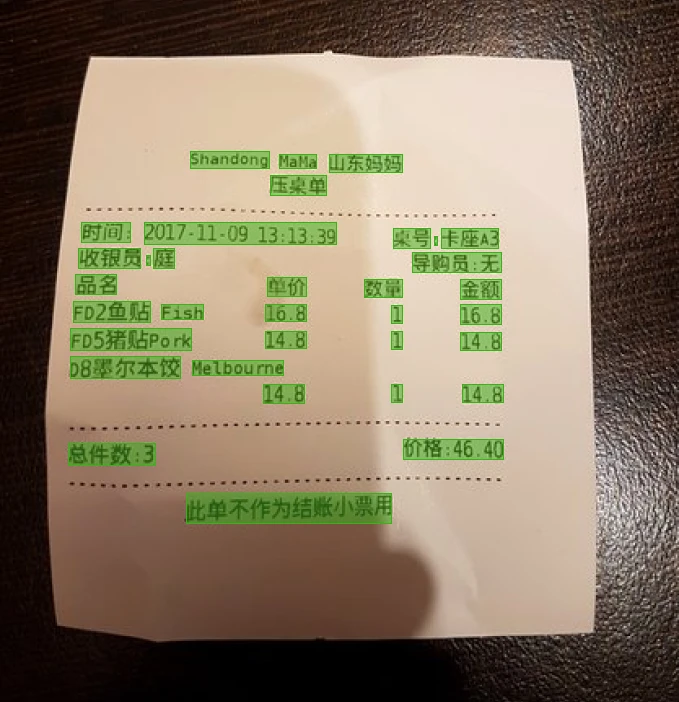 Shandong MaMa 山东妈妈
压桌单
时间: 2017-11-09 13:13:39 桌号:卡座A3
收银员:庭 导购员:无
品名 单价 数量 金额
FD2鱼贴 Fish 16.8 1 16.8
FD5猪贴Pork 14.8 1 14.8
D8墨尔本饺 Melbourne
14.8 1 14.8
总件数:3 价格:46.40
此单不作为结账小票用